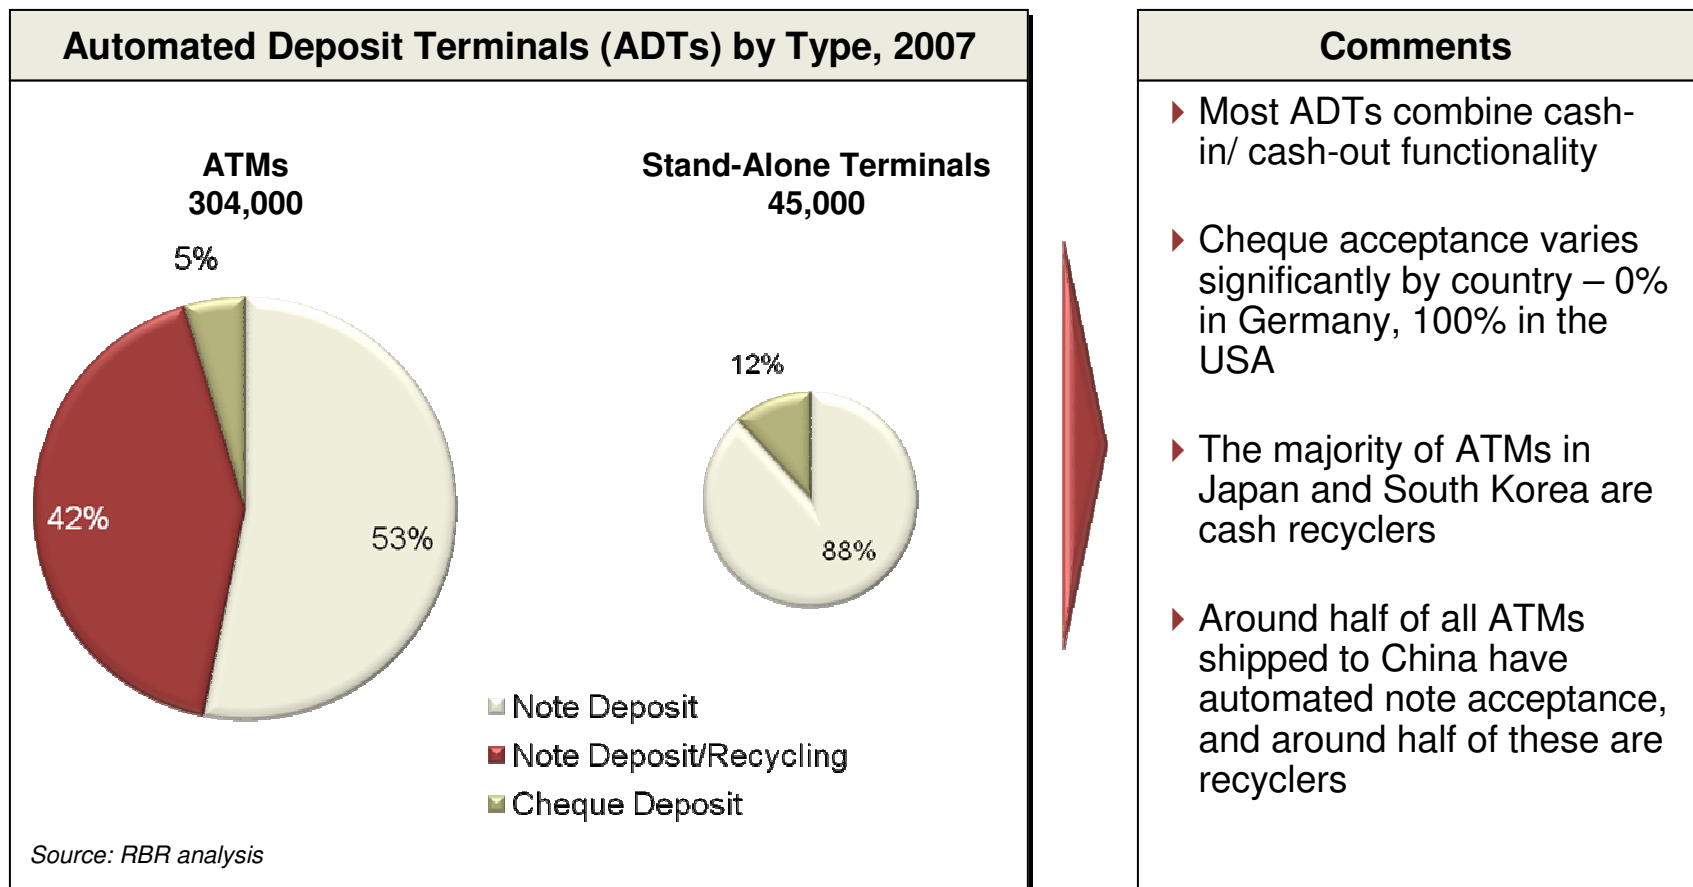 Automated Deposit Terminals (ADTs) by Type, 2007
ATMs
304,000
5%
42%
53%
Stand-Alone Terminals
45,000
12%
88%
Note Deposit
Note Deposit/Recycling
Cheque Deposit
Source: RBR analysis
Comments
Most ADTs combine cash-
in/ cash-out functionality
Cheque acceptance varies
significantly by country – 0%
in Germany, 100% in the
USA
The majority of ATMs in
Japan and South Korea are
cash recyclers
Around half of all ATMs
shipped to China have
automated note acceptance,
and around half of these are
recyclers